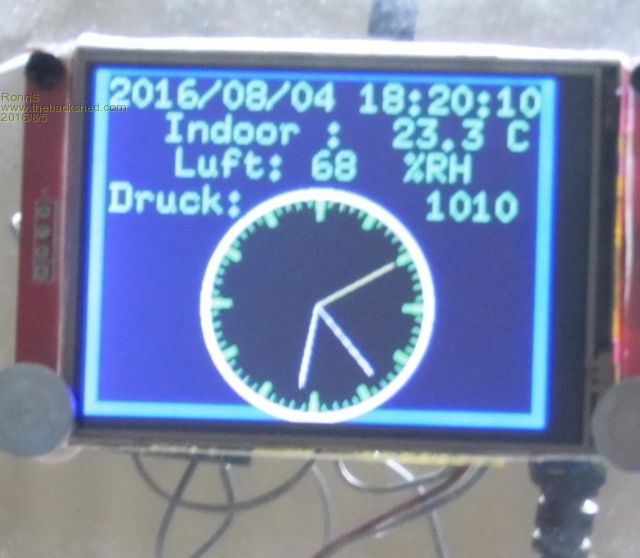 RonnS
www.thebackshed.com
2016/8/5
2016/08/04 18:20:10
Indoor : 23.3 C
Luft: 68 %RH
Druck: 1010